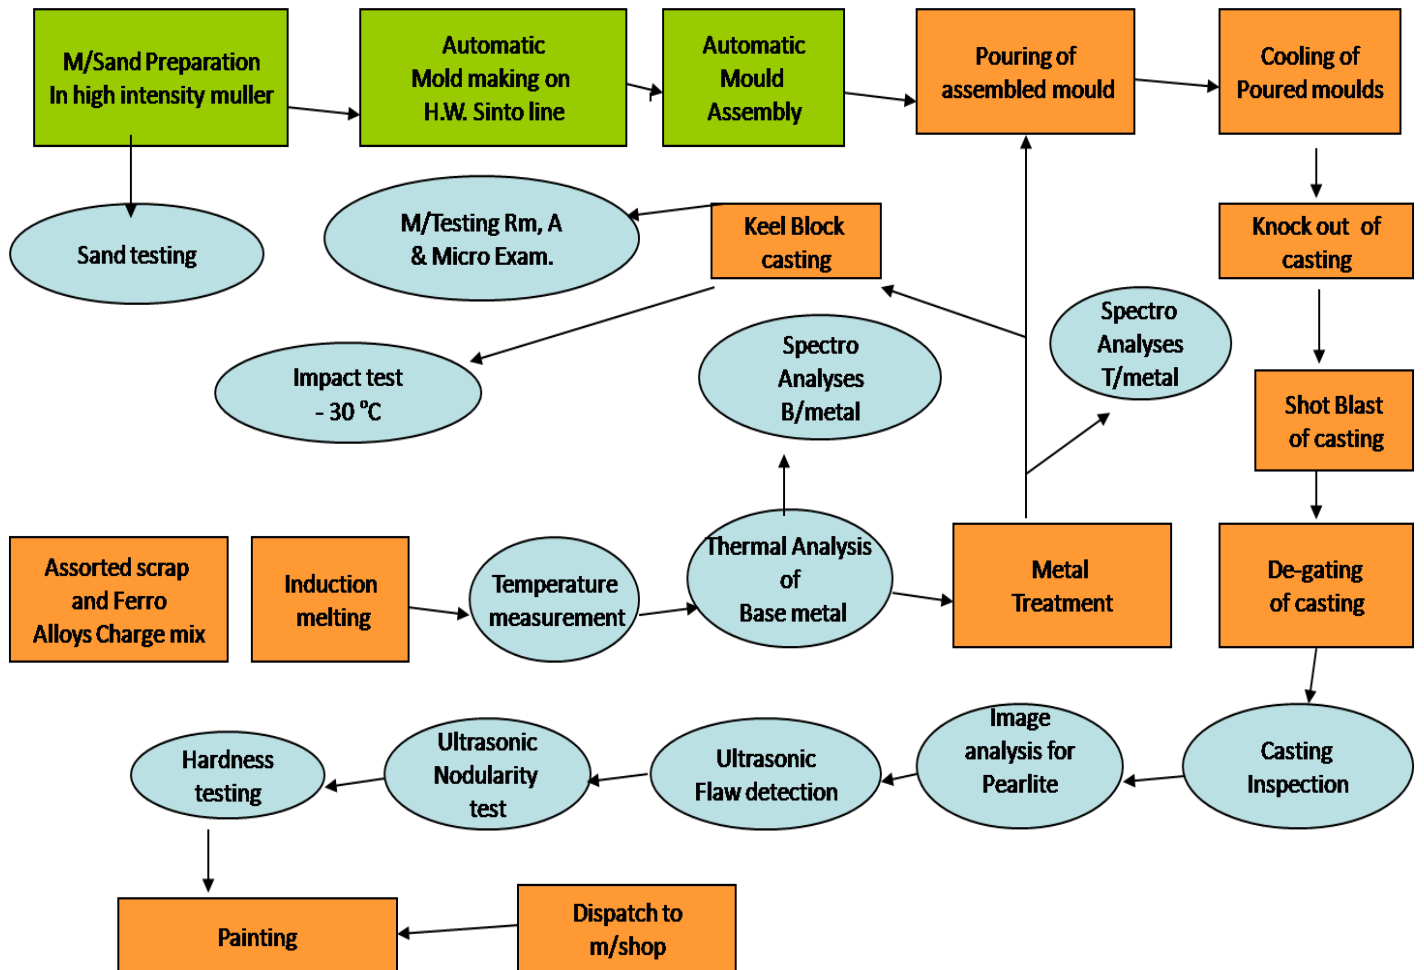 M/Sand Preparation
In high intensity muller
Automatic
Mold making on
H.W. Sinto line
Automatic
Mould
Assembly
Pouring of
assembled mould
Cooling of
Poured moulds
Sand testing
M/Testing Rm, A
& Micro Exam.
Keel Block
casting
Knock out of
casting
Impact test
- 30 °C
Spectro
Analyses
B/metal
Spectro
Analyses
T/metal
Shot Blast
of casting
Assorted scrap
and Ferro
Alloys Charge mix
Induction
melting
Temperature
measurement
Thermal Analysis
of
Base metal
Metal
Treatment
De-gating
of casting
Hardness
testing
Ultrasonic
Nodularity
test
Ultrasonic
Flaw detection
Image
analysis for
Pearlite
Casting
Inspection
Painting
Dispatch to
m/shop